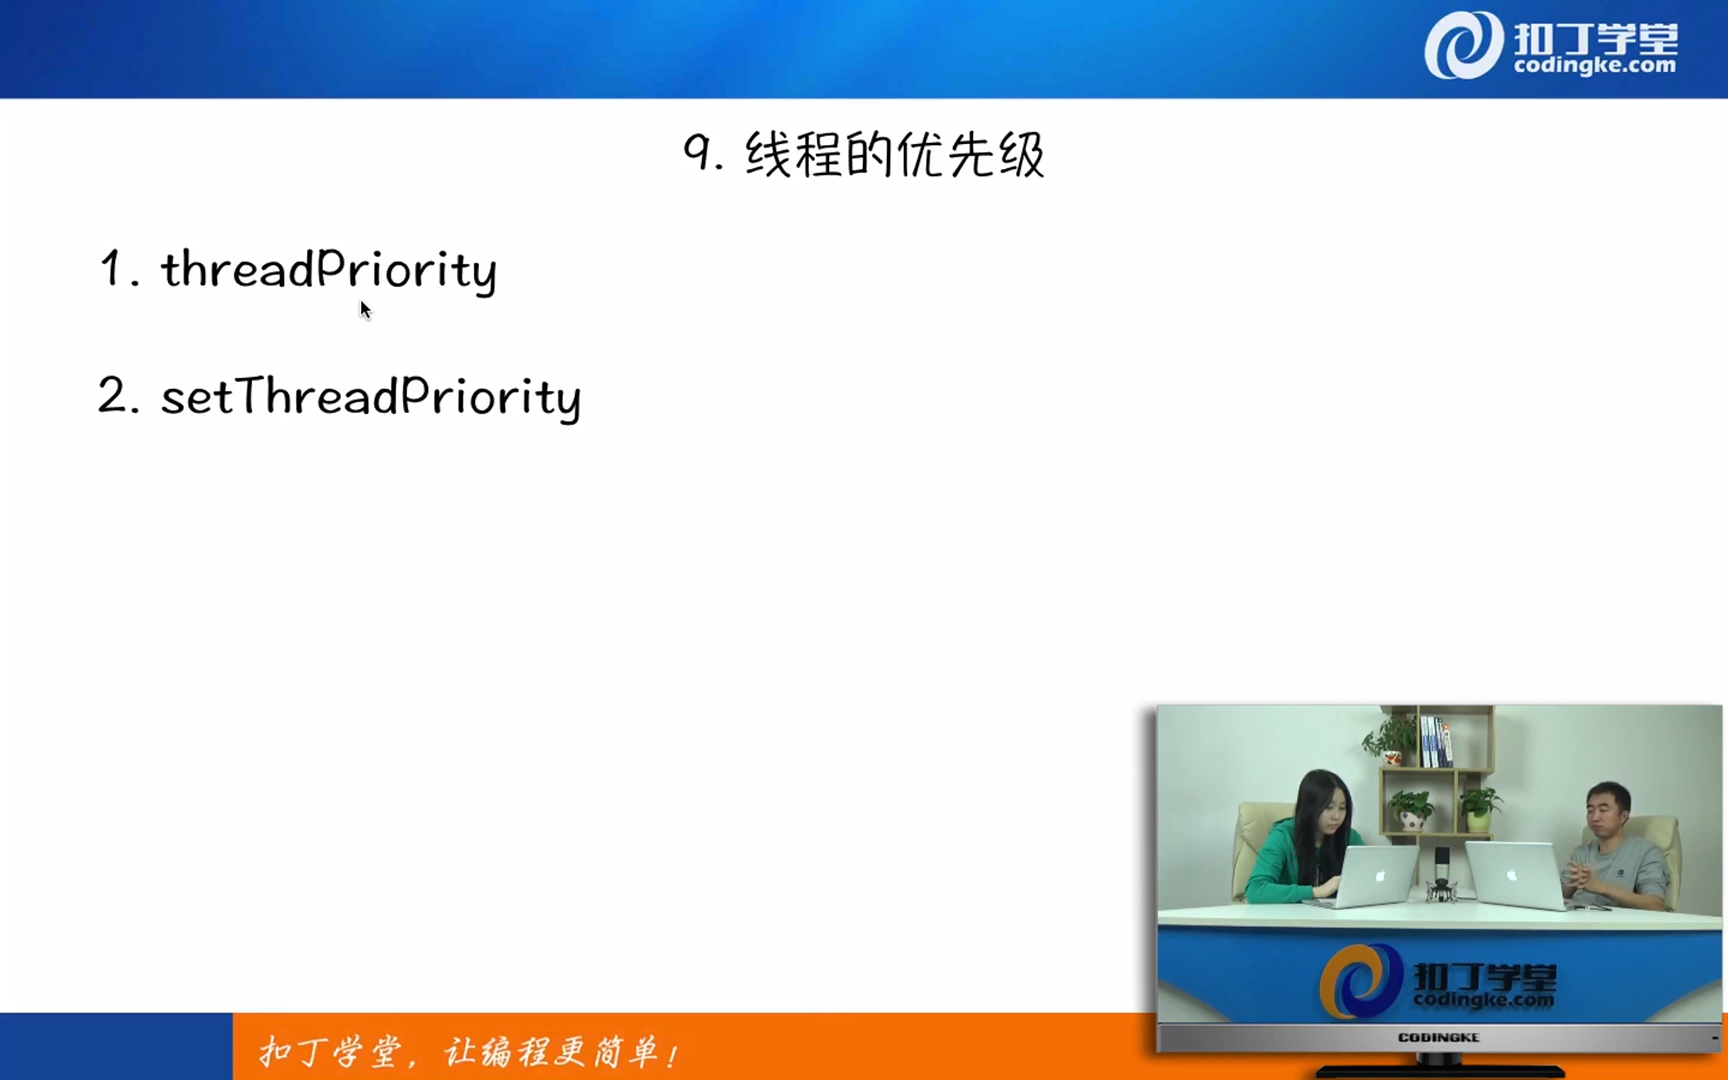 扣丁学堂
codingke.com
9. 线程的优先级
1. threadPriority
2. setThreadPriority
扣丁学堂
codingke.com
CODINGKE
扣丁学堂，让编程更简单！